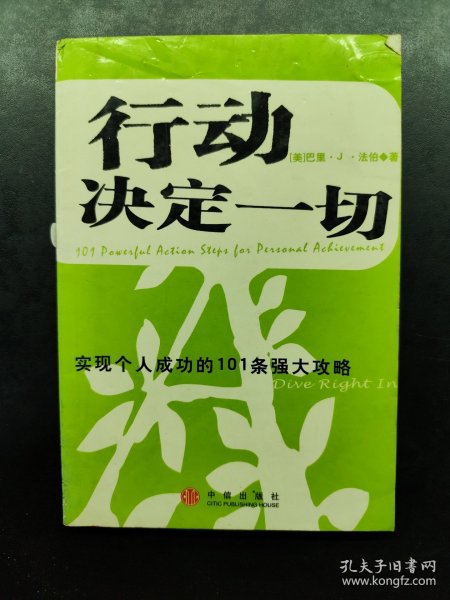 行动
[美]巴里·J·法伯◆著
决定一切
101 Powerful Action Steps for Personal Achievement
实现个人成功的101条强大攻略
Dive Right In
中信出版社
CITIC PUBLISHING HOUSE
孔夫子旧书网
www.kongfz.com